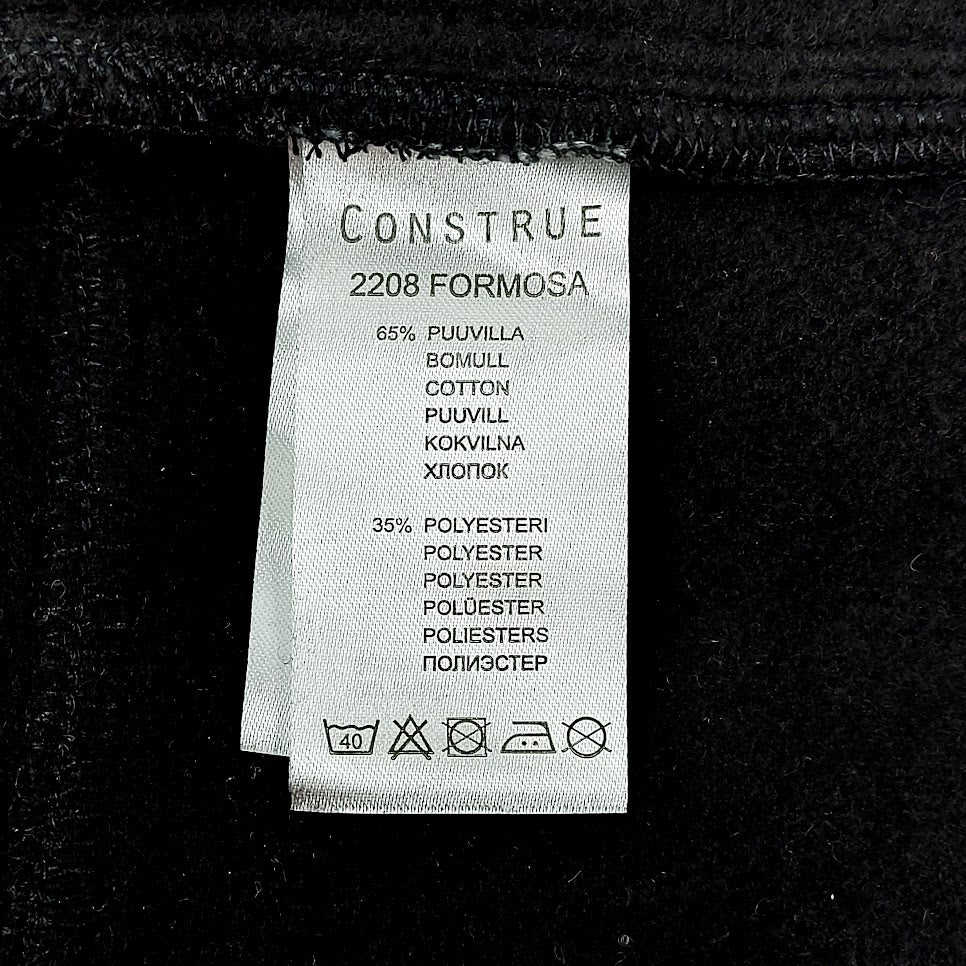 CONSTRUE
2208 FORMOSA
65% PUUVILLA
BOMULL
COTTON
PUUVILL
KOKVILNA
ХЛОПОК
35% POLYESTERI
POLYESTER
POLYESTER
POLÜESTER
POLIESTERS
ПОЛИЭСТЕР
40